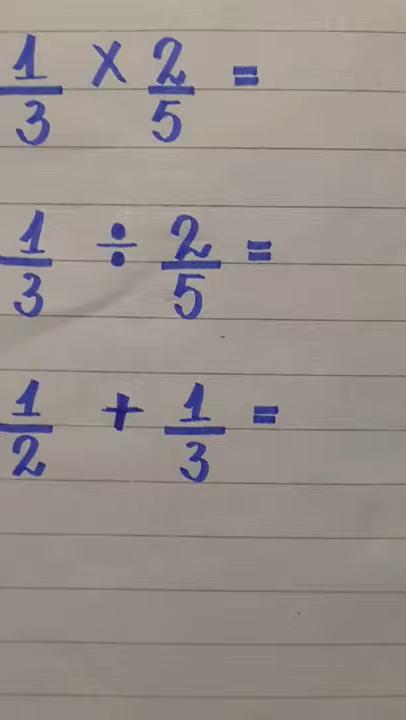 1/3 × 2/5 =
1/3 ÷ 2/5 =
1/2 + 1/3 =